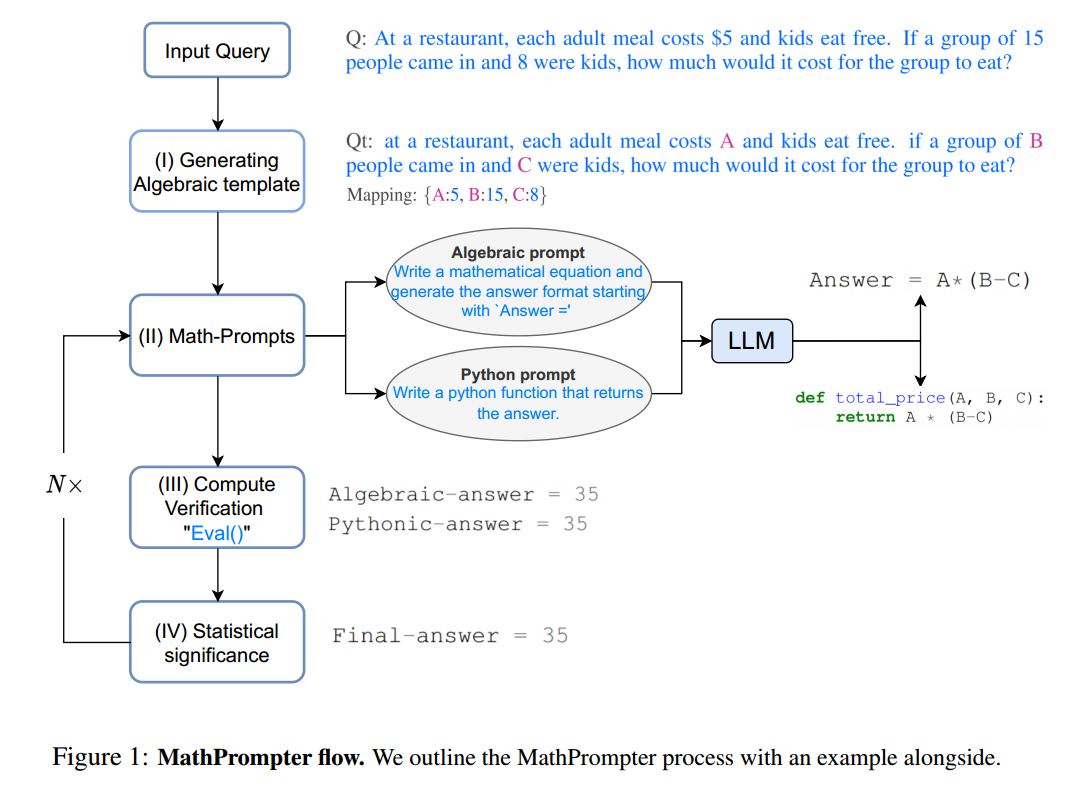 Input Query
Q: At a restaurant, each adult meal costs $5 and kids eat free. If a group of 15
people came in and 8 were kids, how much would it cost for the group to eat?
(I) Generating
Algebraic template
Qt: at a restaurant, each adult meal costs A and kids eat free. if a group of B
people came in and C were kids, how much would it cost for the group to eat?
Mapping: {A:5, B:15, C:8}
(II) Math-Prompts
Algebraic prompt
Write a mathematical equation and
generate the answer format starting
with `Answer ='
Python prompt
Write a python function that returns
the answer.
LLM
Answer = A*(B-C)
def total_price(A, B, C):
return A * (B-C)
N×
(III) Compute
Verification
"Eval()"
Algebraic-answer = 35
Pythonic-answer = 35
(IV) Statistical
significance
Final-answer = 35
Figure 1: MathPrompter flow. We outline the MathPrompter process with an example alongside.